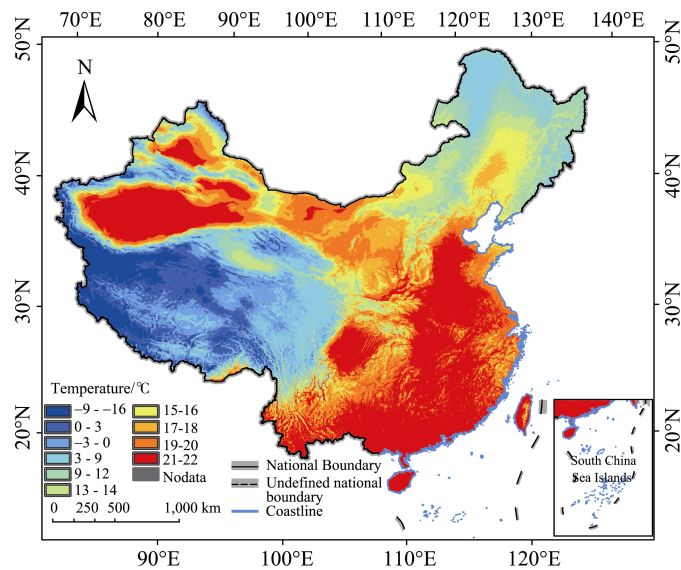 70°E 80°E 90°E 100°E 110°E 120°E 130°E 140°E
50°N 50°N
N
40°N 40°N
30°N 30°N
20°N 20°N
Temperature/°C
−9 - −16
0 - 3
−3 - 0
3 - 9
9 - 12
13 - 14
15-16
17-18
19-20
21-22
Nodata
National Boundary
Undefined national
boundary
Coastline
0 250 500 1,000 km
South China
Sea Islands
90°E 100°E 110°E 120°E